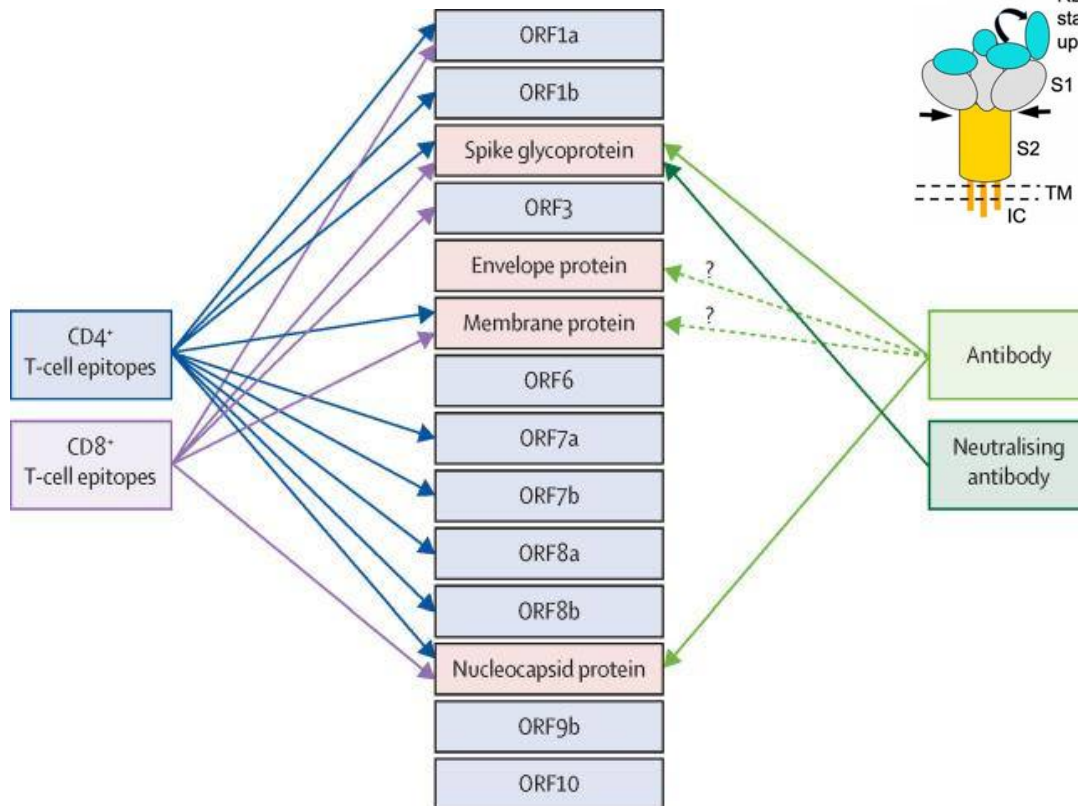 ORF1a
ORF1b
Spike glycoprotein
ORF3
Envelope protein
Membrane protein
ORF6
ORF7a
ORF7b
ORF8a
ORF8b
Nucleocapsid protein
ORF9b
ORF10
CD4⁺
T-cell epitopes
CD8⁺
T-cell epitopes
?
?
Antibody
Neutralising
antibody
up
S1
S2
TM
IC